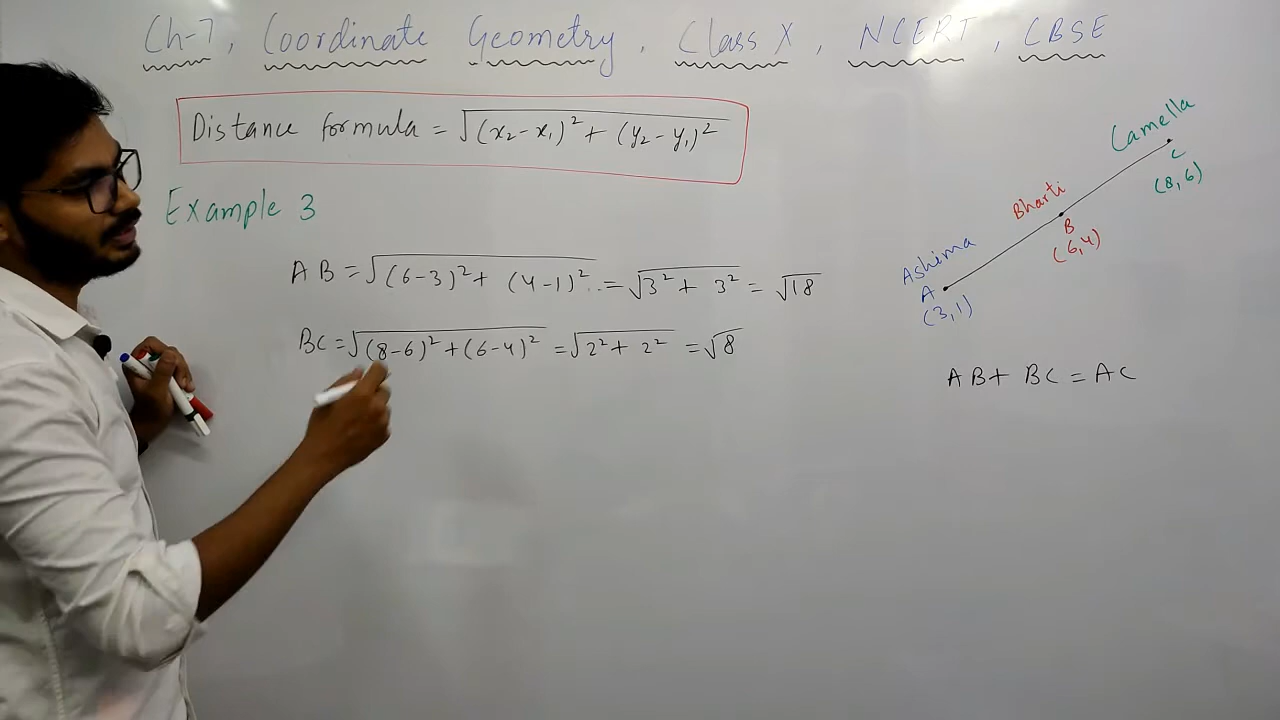 Ch-7, Coordinate Geometry, Class X, NCERT, CBSE
Distance formula = √(x₂-x₁)² + (y₂-y₁)²
Example 3
AB = √(6-3)² + (4-1)² = √3² + 3² = √18
BC = √(8-6)² + (6-4)² = √2² + 2² = √8
Camella
C
(8,6)
Bharti
B
(6,4)
Ashima
A
(3,1)
AB + BC = AC